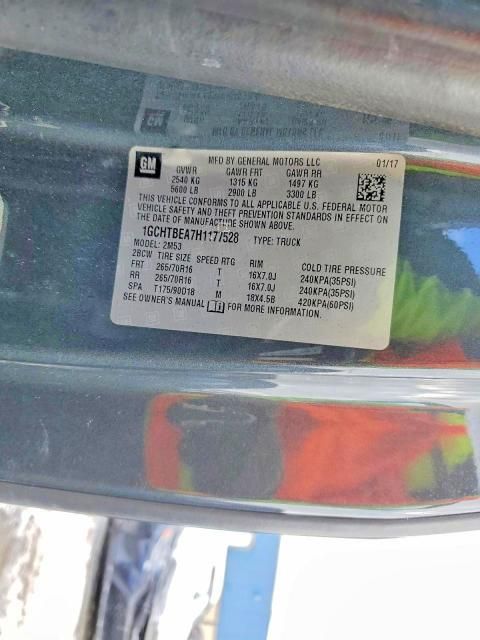 GM
MFD BY GENERAL MOTORS LLC 01/17
GVWR GAWR FRT GAWR RR
2540 KG 1315 KG 1497 KG
5600 LB 2900 LB 3300 LB
THIS VEHICLE CONFORMS TO ALL APPLICABLE U.S. FEDERAL MOTOR
VEHICLE SAFETY AND THEFT PREVENTION STANDARDS IN EFFECT ON
THE DATE OF MANUFACTURE SHOWN ABOVE.
1GCHTBEA7H1177528 TYPE: TRUCK
MODEL: 2M53
2BCW TIRE SIZE SPEED RTG RIM COLD TIRE PRESSURE
FRT 265/70R16 T 16X7.0J 240KPA(35PSI)
RR 265/70R16 T 16X7.0J 240KPA(35PSI)
SPA T175/90D18 M 18X4.5B 420KPA(60PSI)
SEE OWNER'S MANUAL FOR MORE INFORMATION.